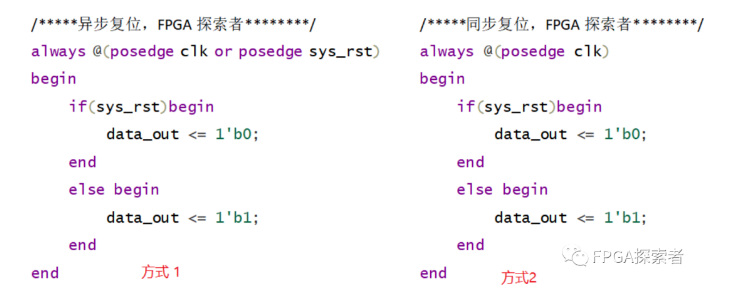 /*****异步复位，FPGA 探索者********/
always @(posedge clk or posedge sys_rst)
begin
if(sys_rst)begin
data_out <= 1'b0;
end
else begin
data_out <= 1'b1;
end
end
方式 1
/*****同步复位，FPGA 探索者********/
always @(posedge clk)
begin
if(sys_rst)begin
data_out <= 1'b0;
end
else begin
data_out <= 1'b1;
end
end
方式2
FPGA探索者